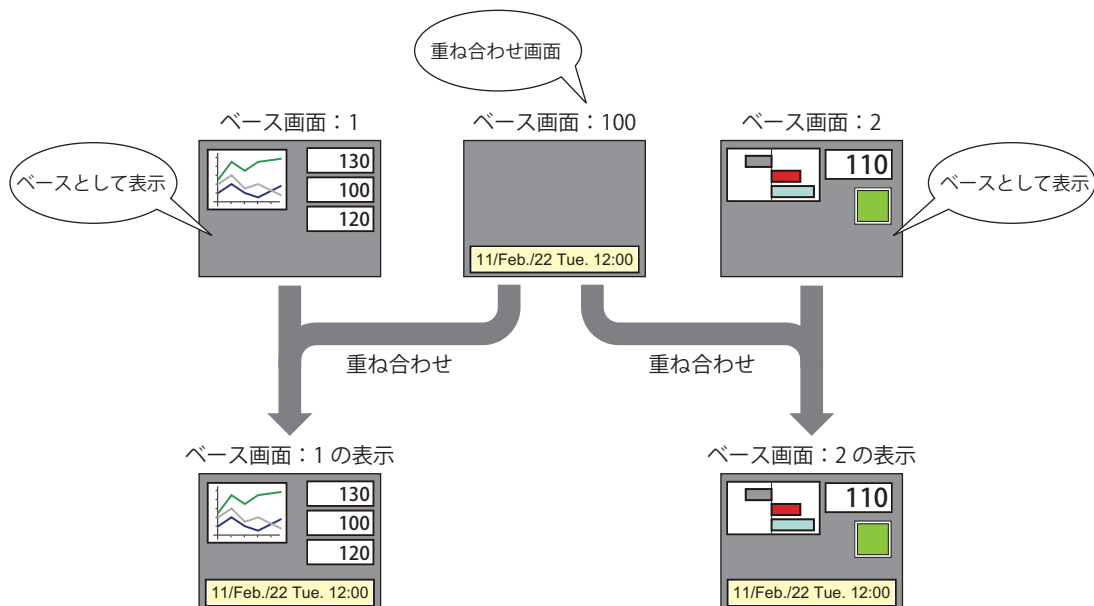 重ね合わせ画面
ベース画面：1
ベース画面：100
ベース画面：2
ベースとして表示
130
100
120
11/Feb./22 Tue. 12:00
110
ベースとして表示
重ね合わせ
重ね合わせ
ベース画面：1 の表示
ベース画面：2 の表示
130
100
120
11/Feb./22 Tue. 12:00
110
11/Feb./22 Tue. 12:00